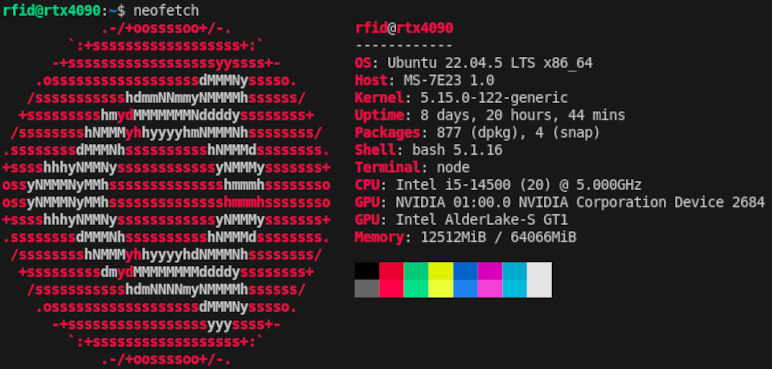 rfid@rtx4090:~$ neofetch
.-/+oossssoo+/-. rfid@rtx4090
`:+ssssssssssssssssss+:` ------------
-+ssssssssssssssssssyyssss+- OS: Ubuntu 22.04.5 LTS x86_64
.ossssssssssssssssssdMMMNysssso. Host: MS-7E23 1.0
/ssssssssssshdmmNNmmyNMMMMhssssss/ Kernel: 5.15.0-122-generic
+ssssssssshmydMMMMMMMNddddyssssssss+ Uptime: 8 days, 20 hours, 44 mins
/sssssssshNMMMyhhyyyyhmNMMMNhssssssss/ Packages: 877 (dpkg), 4 (snap)
.ssssssssdMMMNhsssssssssshNMMMdssssssss. Shell: bash 5.1.16
+sssshhhyNMMNyssssssssssssyNMMMysssssss+ Terminal: node
ossyNMMMNyMMhsssssssssssssshmmmhssssssso CPU: Intel i5-14500 (20) @ 5.000GHz
ossyNMMMNyMMhsssssssssssssshmmmhssssssso GPU: NVIDIA 01:00.0 NVIDIA Corporation Device 2684
+sssshhhyNMMNyssssssssssssyNMMMysssssss+ GPU: Intel AlderLake-S GT1
.ssssssssdMMMNhsssssssssshNMMMdssssssss. Memory: 12512MiB / 64066MiB
/sssssssshNMMMyhhyyyyhdNMMMNhssssssss/
+sssssssssdmydMMMMMMMMddddyssssssss+
/ssssssssssshdmNNNNmyNMMMMhssssss/
.ossssssssssssssssssdMMMNysssso.
-+sssssssssssssssssyyyssss+-
`:+ssssssssssssssssss+:`
.-/+oossssoo+/-.